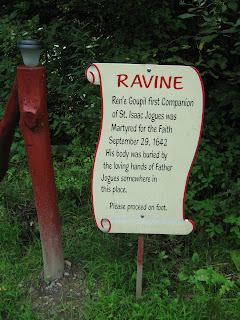 RAVINE
Ren'e Goupil first Companion
of St. Isaac Jogues was
Martyred for the Faith
September 29, 1642
His body was buried by
the loving hands of Father
Jogues somewhere in
this place.
Please proceed on foot.